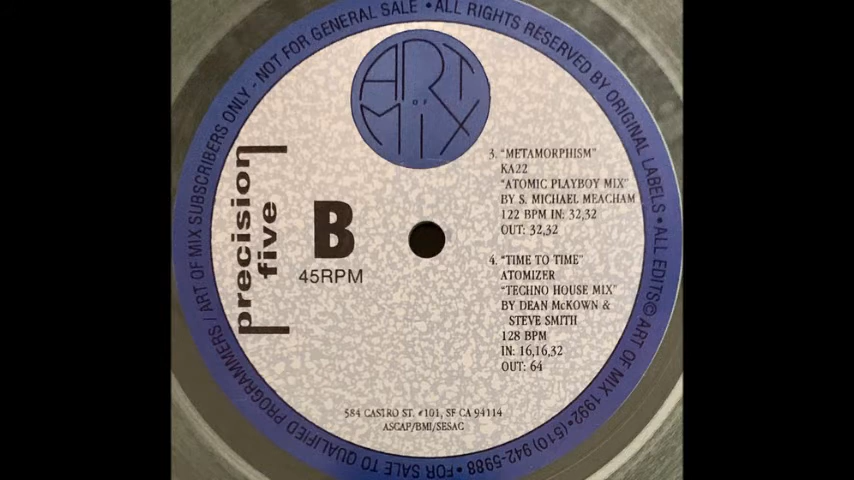 ART
OF
MIX
precision
five
B
45RPM
3. "METAMORPHISM"
KA22
"ATOMIC PLAYBOY MIX"
BY S. MICHAEL MEACHAM
122 BPM IN: 32,32
OUT: 32,32
4. "TIME TO TIME"
ATOMIZER
"TECHNO HOUSE MIX"
BY DEAN McKOWN &
STEVE SMITH
128 BPM
IN: 16,16,32
OUT: 64
584 CASTRO ST. #101, SF CA 94114
ASCAP/BMI/SESAC
FOR SALE TO QUALIFIED PROGRAMMERS / ART OF MIX SUBSCRIBERS ONLY - NOT FOR GENERAL SALE • ALL RIGHTS RESERVED BY ORIGINAL LABELS • ALL EDITS © ART OF MIX 1992 • (510) 942-5988 •